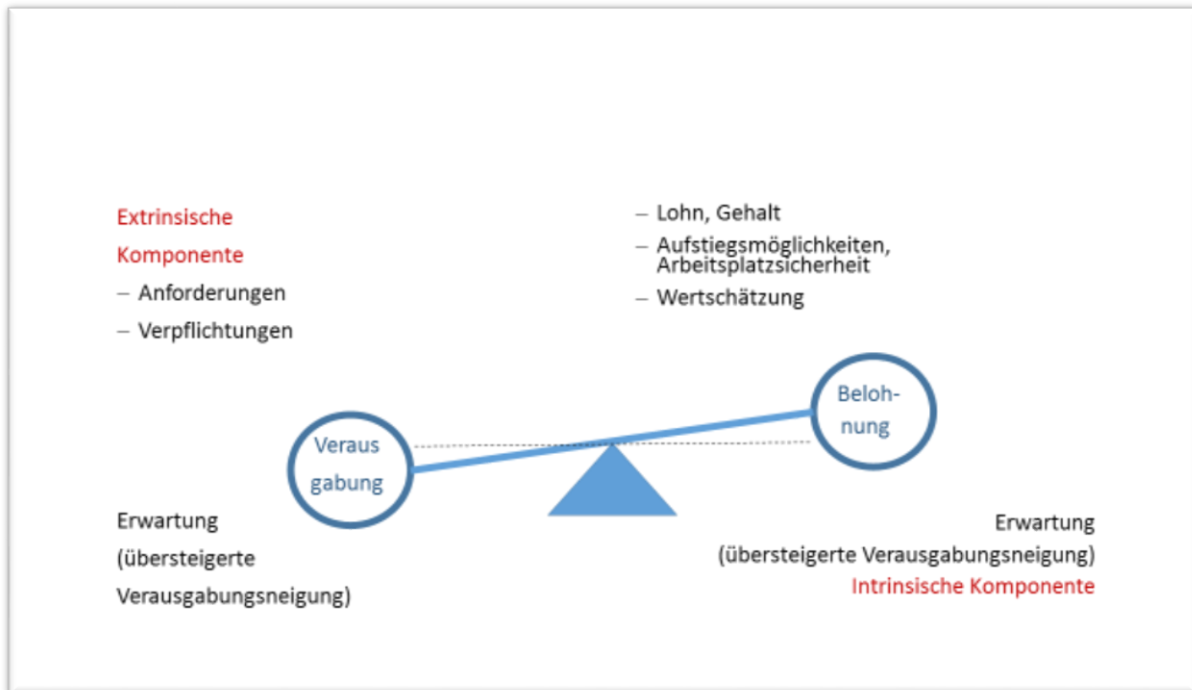 Extrinsische
Komponente
– Anforderungen
– Verpflichtungen
– Lohn, Gehalt
– Aufstiegsmöglichkeiten,
Arbeitsplatzsicherheit
– Wertschätzung
Veraus
gabung
Beloh-
nung
Erwartung
(übersteigerte
Verausgabungsneigung)
Erwartung
(übersteigerte Verausgabungsneigung)
Intrinsische Komponente